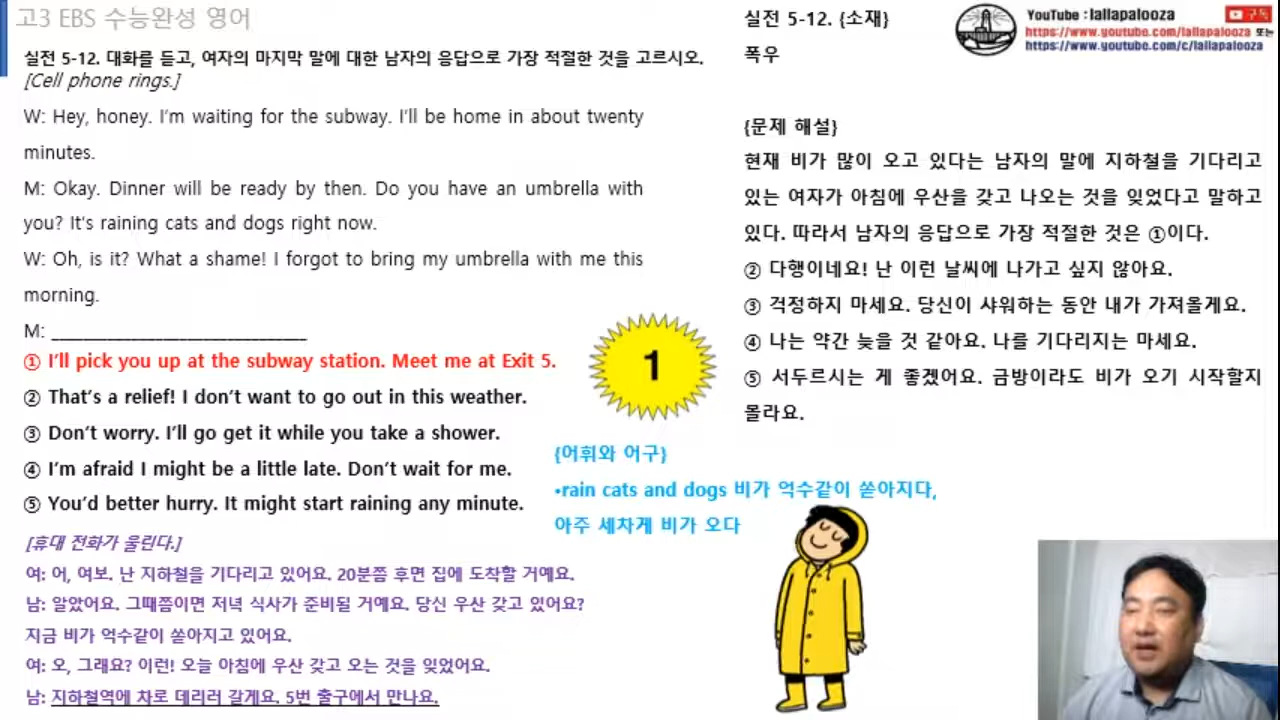 고3 EBS 수능완성 영어
실전 5-12. 대화를 듣고, 여자의 마지막 말에 대한 남자의 응답으로 가장 적절한 것을 고르시오.
[Cell phone rings.]
W: Hey, honey. I'm waiting for the subway. I'll be home in about twenty
minutes.
M: Okay. Dinner will be ready by then. Do you have an umbrella with
you? It's raining cats and dogs right now.
W: Oh, is it? What a shame! I forgot to bring my umbrella with me this
morning.
M: ______________________________
① I'll pick you up at the subway station. Meet me at Exit 5.
② That's a relief! I don't want to go out in this weather.
③ Don't worry. I'll go get it while you take a shower.
④ I'm afraid I might be a little late. Don't wait for me.
⑤ You'd better hurry. It might start raining any minute.
[휴대 전화가 울린다.]
여: 어, 여보. 난 지하철을 기다리고 있어요. 20분쯤 후면 집에 도착할 거예요.
남: 알았어요. 그때쯤이면 저녁 식사가 준비될 거예요. 당신 우산 갖고 있어요?
지금 비가 억수같이 쏟아지고 있어요.
여: 오, 그래요? 이런! 오늘 아침에 우산 갖고 오는 것을 잊었어요.
남: 지하철역에 차로 데리러 갈게요. 5번 출구에서 만나요.
1
{어휘와 어구}
•rain cats and dogs 비가 억수같이 쏟아지다,
아주 세차게 비가 오다
실전 5-12. {소재}
폭우
{문제 해설}
현재 비가 많이 오고 있다는 남자의 말에 지하철을 기다리고
있는 여자가 아침에 우산을 갖고 나오는 것을 잊었다고 말하고
있다. 따라서 남자의 응답으로 가장 적절한 것은 ①이다.
② 다행이네요! 난 이런 날씨에 나가고 싶지 않아요.
③ 걱정하지 마세요. 당신이 샤워하는 동안 내가 가져올게요.
④ 나는 약간 늦을 것 같아요. 나를 기다리지는 마세요.
⑤ 서두르시는 게 좋겠어요. 금방이라도 비가 오기 시작할지
몰라요.
YouTube : lallapalooza
구독
https://www.youtube.com/lallapalooza 또는
https://www.youtube.com/c/lallapalooza